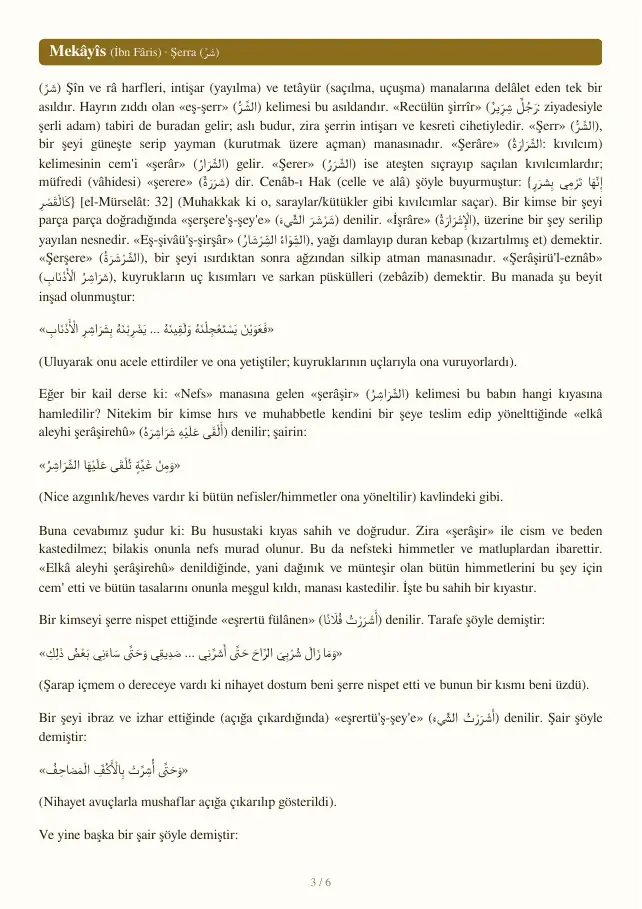 Mekâyîs (İbn Fâris) · Şerra (شَرَّ)
(شَرَّ) Şîn ve râ harfleri, intişar (yayılma) ve tetâyür (saçılma, uçuşma) manalarına delâlet eden tek bir
asıldır. Hayrın zıddı olan «eş-şerr» (الشَّرُّ) kelimesi bu asıldandır. «Recülün şirrîr» (رَجُلٌ شِرِّيرٌ: ziyadesiyle
şerli adam) tabiri de buradan gelir; aslı budur, zira şerrin intişarı ve kesreti cihetiyledir. «Şerr» (الشَّرُّ),
bir şeyi güneşte serip yayman (kurutmak üzere açman) manasınadır. «Şerâre» (الشَّرَارَةُ: kıvılcım)
kelimesinin cem'i «şerâr» (الشَّرَارُ) gelir. «Şerer» (الشَّرَرُ) ise ateşten sıçrayıp saçılan kıvılcımlardır;
müfredi (vâhidesi) «şerere» (شَرَرَةٌ) dir. Cenâb-ı Hak (celle ve alâ) şöyle buyurmuştur: {إِنَّهَا تَرْمِي بِشَرَرٍ
كَالْقَصْرِ} [el-Mürselât: 32] (Muhakkak ki o, saraylar/kütükler gibi kıvılcımlar saçar). Bir kimse bir şeyi
parça parça doğradığında «şerşere'ş-şey'e» (شَرْشَرَ الشَّيْءَ) denilir. «İşrâre» (الْإِشْرَارَةُ), üzerine bir şey serilip
yayılan nesnedir. «Eş-şivâü'ş-şirşâr» (الشِّوَاءُ الشِّرْشَارُ), yağı damlayıp duran kebap (kızartılmış et) demektir.
«Şerşere» (الشَّرْشَرَةُ), bir şeyi ısırdıktan sonra ağzından silkip atman manasınadır. «Şerâşirü'l-eznâb»
(شَرَاشِرُ الْأَذْنَابِ), kuyrukların uç kısımları ve sarkan püskülleri (zebâzib) demektir. Bu manada şu beyit
inşad olunmuştur:
«فَعَوَيْنَ يَسْتَعْجِلْنَهُ وَلَقِينَهُ ... يَضْرِبْنَهُ بِشَرَاشِرِ الْأَذْنَابِ»
(Uluyarak onu acele ettirdiler ve ona yetiştiler; kuyruklarının uçlarıyla ona vuruyorlardı).
Eğer bir kail derse ki: «Nefs» manasına gelen «şerâşir» (الشَّرَاشِرُ) kelimesi bu babın hangi kıyasına
hamledilir? Nitekim bir kimse hırs ve muhabbetle kendini bir şeye teslim edip yönelttiğinde «elkâ
aleyhi şerâşirehû» (أَلْقَى عَلَيْهِ شَرَاشِرَهُ) denilir; şairin:
«وَمِنْ غَيَّةٍ تُلْقَى عَلَيْهَا الشَّرَاشِرُ»
(Nice azgınlık/heves vardır ki bütün nefisler/himmetler ona yöneltilir) kavlindeki gibi.
Buna cevabımız şudur ki: Bu husustaki kıyas sahih ve doğrudur. Zira «şerâşir» ile cism ve beden
kastedilmez; bilakis onunla nefs murad olunur. Bu da nefsteki himmetler ve matluplardan ibarettir.
«Elkâ aleyhi şerâşirehû» denildiğinde, yani dağınık ve münteşir olan bütün himmetlerini bu şey için
cem' etti ve bütün tasalarını onunla meşgul kıldı, manası kastedilir. İşte bu sahih bir kıyastır.
Bir kimseyi şerre nispet ettiğinde «eşrertü fülânen» (أَشْرَرْتُ فُلَانًا) denilir. Tarafe şöyle demiştir:
«وَمَا زَالَ شُرْبِيَ الرَّاحَ حَتَّى أَشَرَّنِي ... صَدِيقِي وَحَتَّى سَاءَنِي بَعْضُ ذَلِكِ»
(Şarap içmem o dereceye vardı ki nihayet dostum beni şerre nispet etti ve bunun bir kısmı beni üzdü).
Bir şeyi ibraz ve izhar ettiğinde (açığa çıkardığında) «eşrertü'ş-şey'e» (أَشْرَرْتُ الشَّيْءَ) denilir. Şair şöyle
demiştir:
«وَحَتَّى أُشِرَّتْ بِالْأَكُفِّ الْمَصَاحِفُ»
(Nihayet avuçlarla mushaflar açığa çıkarılıp gösterildi).
Ve yine başka bir şair şöyle demiştir:
3 / 6